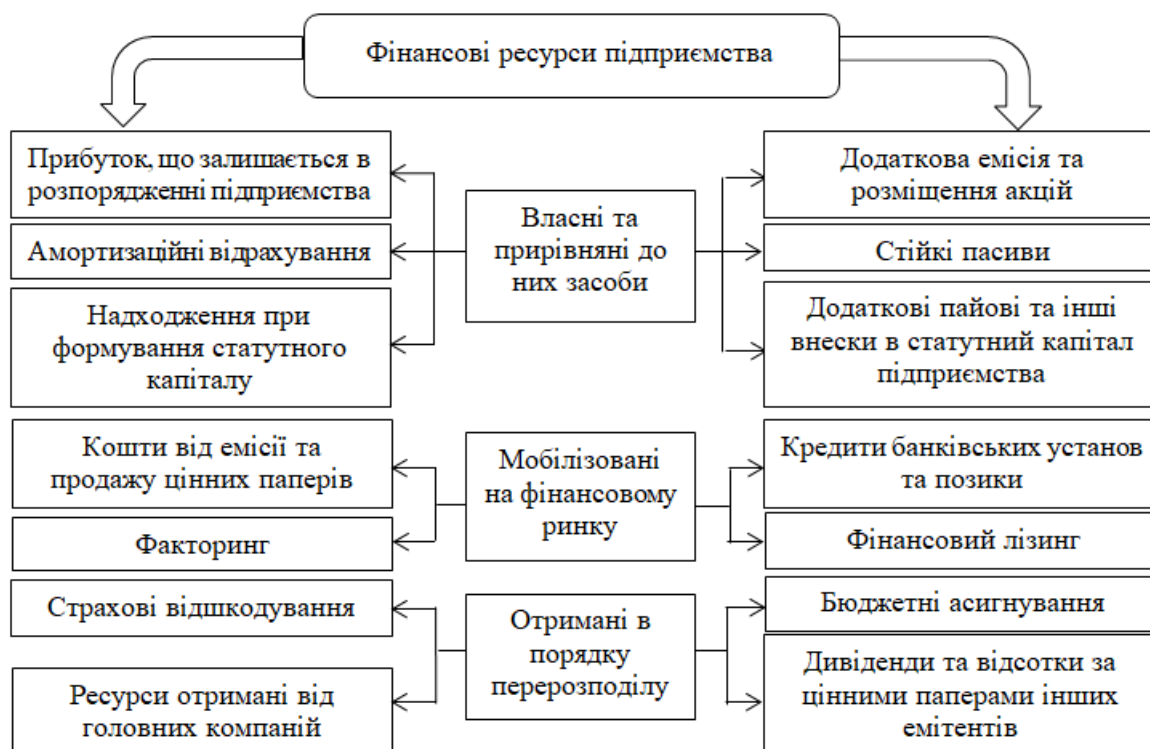 Фінансові ресурси підприємства
Прибуток, що залишається в
розпорядженні підприємства
Амортизаційні відрахування
Надходження при
формування статутного
капіталу
Власні та
прирівняні до
них засоби
Додаткова емісія та
розміщення акцій
Стійкі пасиви
Додаткові пайові та інші
внески в статутний капітал
підприємства
Кошти від емісії та
продажу цінних паперів
Факторинг
Мобілізовані
на фінансовому
ринку
Кредити банківських установ
та позики
Фінансовий лізинг
Страхові відшкодування
Ресурси отримані від
головних компаній
Отримані в
порядку
перерозподілу
Бюджетні асигнування
Дивіденди та відсотки за
цінними паперами інших
емітентів